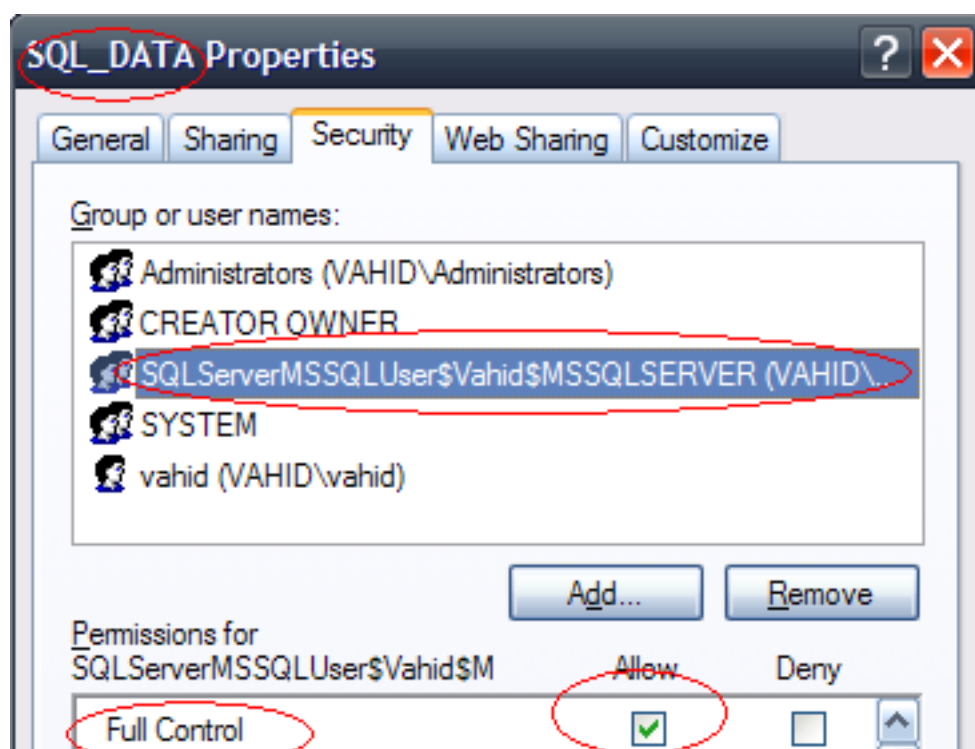 SQL_DATA Properties
General Sharing Security Web Sharing Customize
Group or user names:
Administrators (VAHID\Administrators)
CREATOR OWNER
SQLServerMSSQLUser$Vahid$MSSQLSERVER (VAHID\...
SYSTEM
vahid (VAHID\vahid)
Add... Remove
Permissions for
SQLServerMSSQLUser$Vahid$M Allow Deny
Full Control